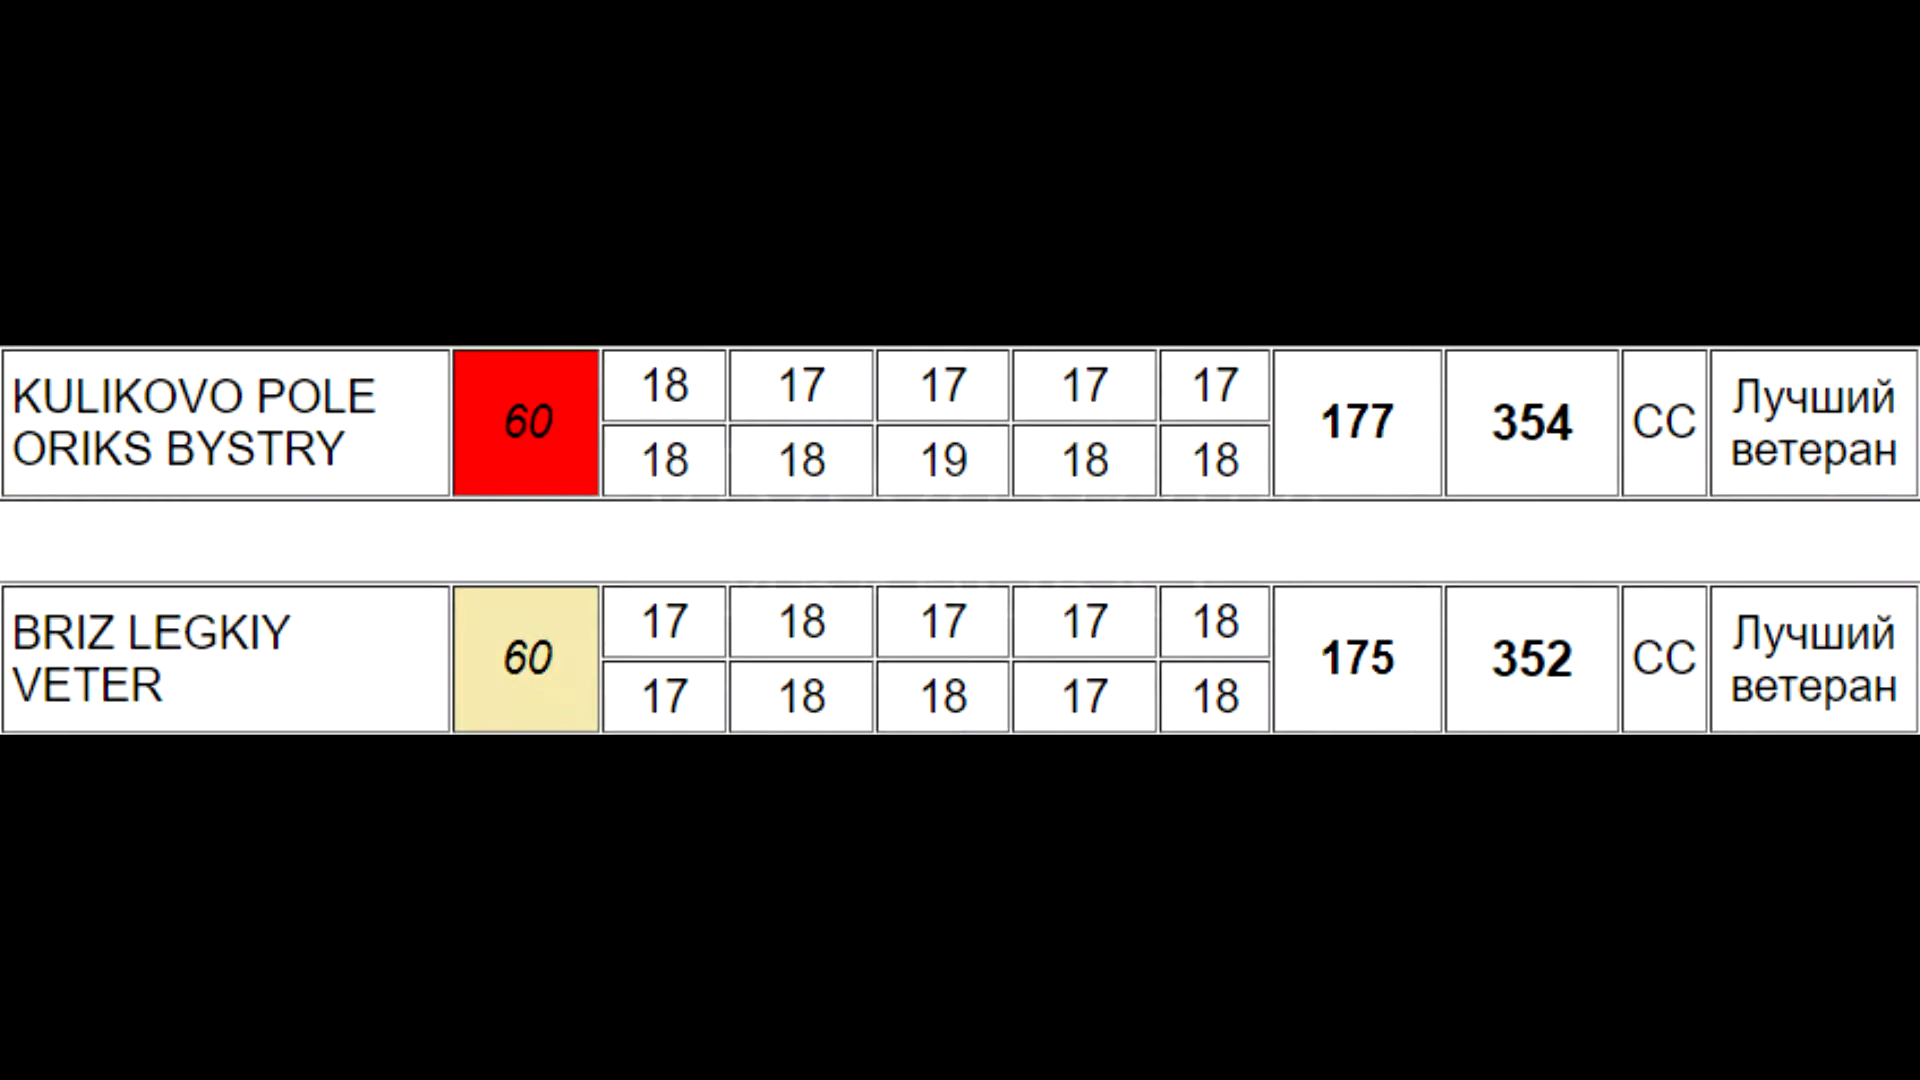 KULIKOVO POLE
ORIKS BYSTRY
60
18 17 17 17 17
18 18 19 18 18
177
354
CC
Лучший
ветеран
BRIZ LEGKIY
VETER
60
17 18 17 17 18
17 18 18 17 18
175
352
CC
Лучший
ветеран